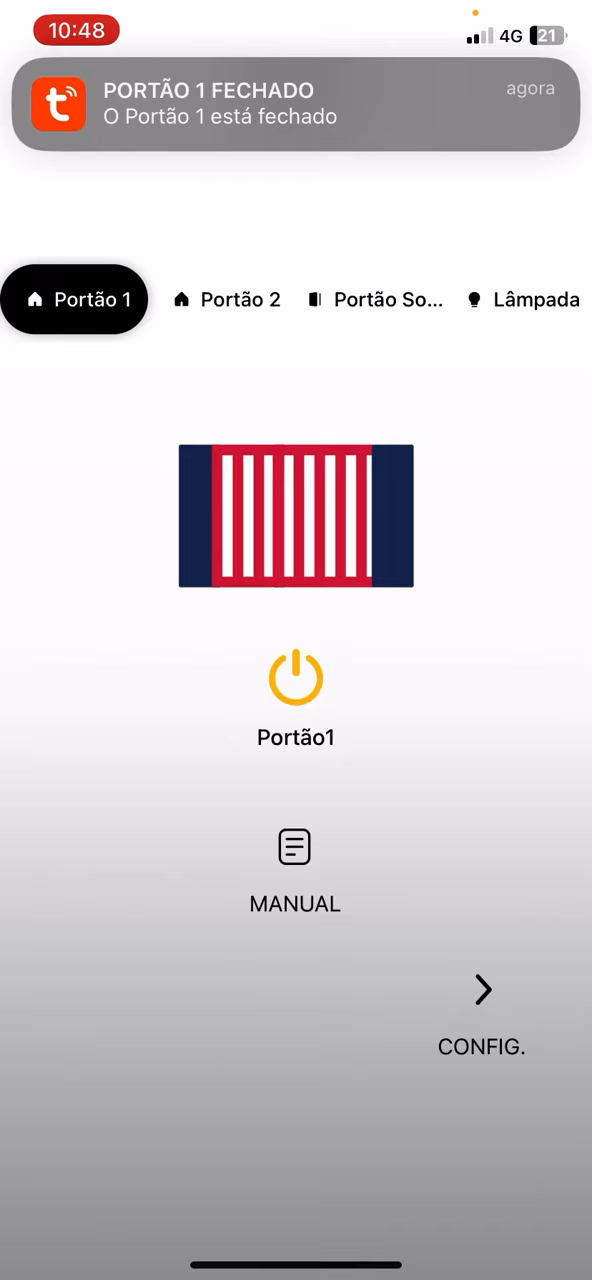 10:48
4G 21
PORTÃO 1 FECHADO
agora
O Portão 1 está fechado
Portão 1
Portão 2
Portão So...
Lâmpada
Portão1
MANUAL
CONFIG.